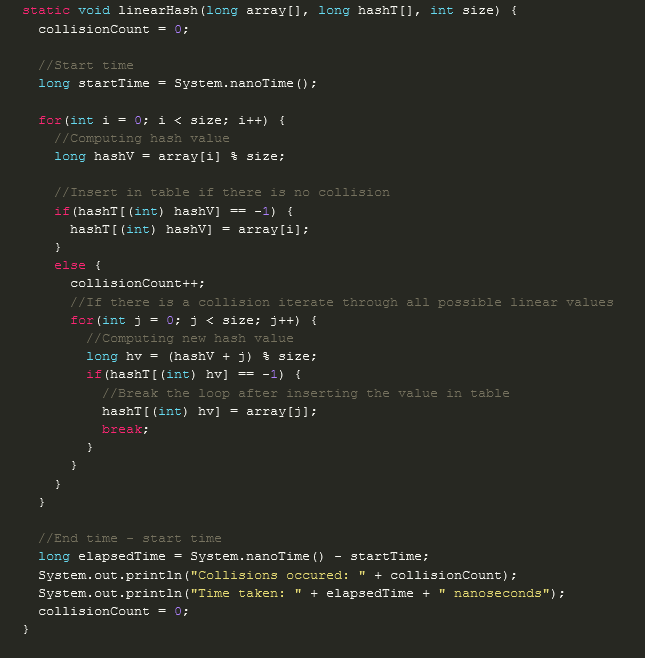 static void linearHash(long array[], long hashT[], int size) {
collisionCount = 0;
//Start time
long startTime = System.nanoTime();
for(int i = 0; i < size; i++) {
//Computing hash value
long hashV = array[i] % size;
//Insert in table if there is no collision
if(hashT[(int) hashV] == -1) {
hashT[(int) hashV] = array[i];
}
else {
collisionCount++;
//If there is a collision iterate through all possible linear values
for(int j = 0; j < size; j++) {
//Computing new hash value
long hv = (hashV + j) % size;
if(hashT[(int) hv] == -1) {
//Break the loop after inserting the value in table
hashT[(int) hv] = array[j];
break;
}
}
}
}
//End time - start time
long elapsedTime = System.nanoTime() - startTime;
System.out.println("Collisions occured: " + collisionCount);
System.out.println("Time taken: " + elapsedTime + " nanoseconds");
collisionCount = 0;
}